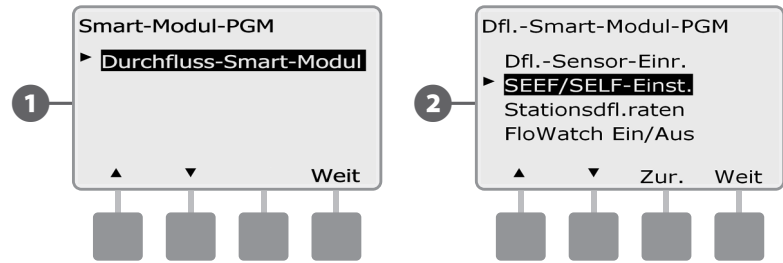 1
Smart-Modul-PGM
► Durchfluss-Smart-Modul
▲ ▼ Weit
2
Dfl.-Smart-Modul-PGM
Dfl.-Sensor-Einr.
► SEEF/SELF-Einst.
Stationsdfl.raten
FloWatch Ein/Aus
▲ ▼ Zur. Weit